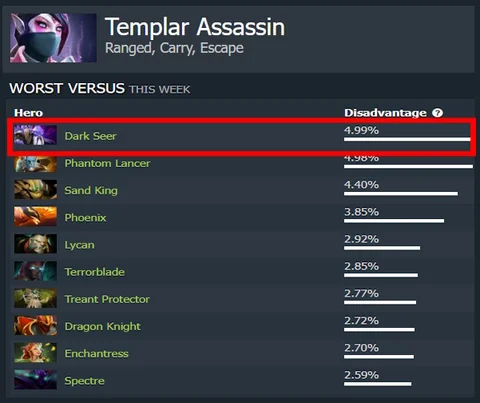 Templar Assassin
Ranged, Carry, Escape
WORST VERSUS THIS WEEK
Hero Disadvantage ?
Dark Seer 4.99%
Phantom Lancer 4.98%
Sand King 4.40%
Phoenix 3.85%
Lycan 2.92%
Terrorblade 2.85%
Treant Protector 2.77%
Dragon Knight 2.72%
Enchantress 2.70%
Spectre 2.59%